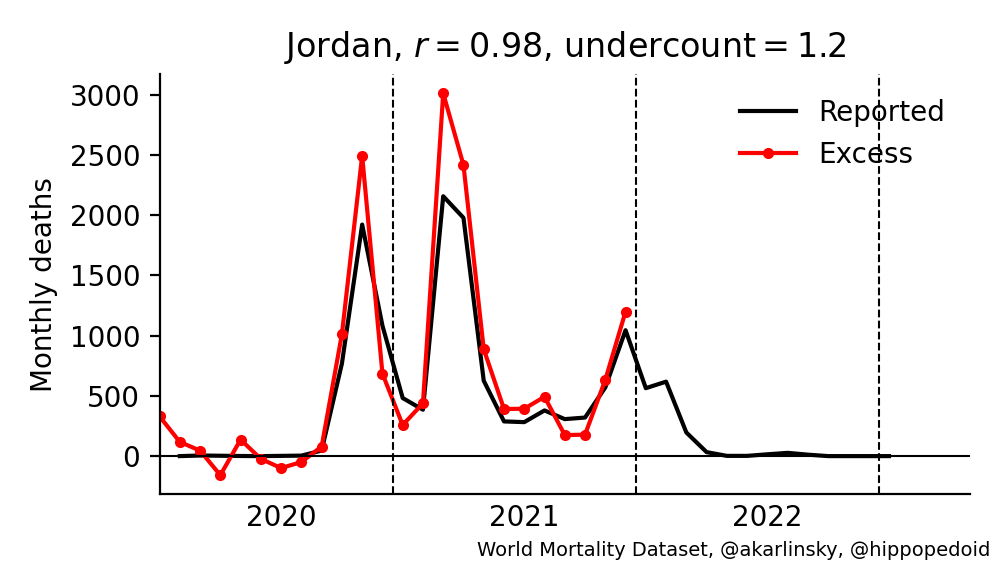 Jordan, r = 0.98, undercount = 1.2
3000
2500
2000
1500
1000
500
0
Monthly deaths
Reported
Excess
2020 2021 2022
World Mortality Dataset, @akarlinsky, @hippopedoid